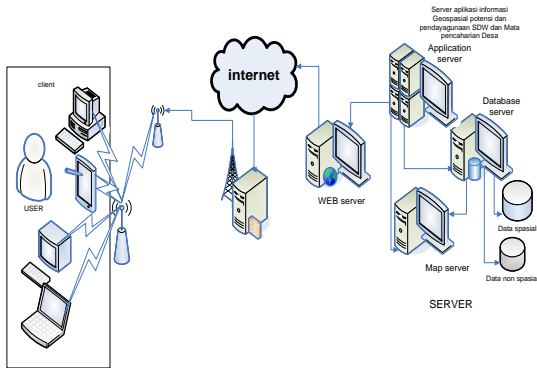 Server aplikasi informasi
Geospasial potensi dan
pendayagunaan SDW dan Mata
pencaharian Desa
Application
server
client
internet
Database
server
USER
WEB server
Data spasial
Map server
Data non spasia
SERVER